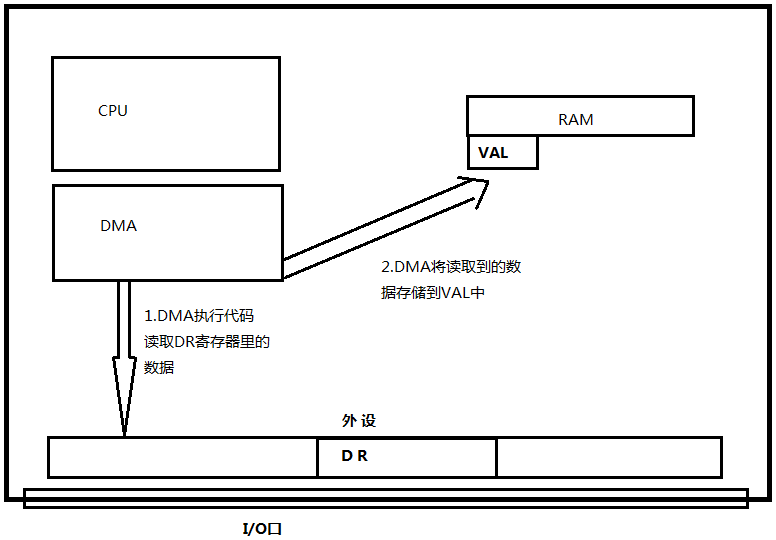 CPU
RAM
VAL
DMA
2.DMA将读取到的数
据存储到VAL中
1.DMA执行代码
读取DR寄存器里的
数据
外 设
D R
I/O口